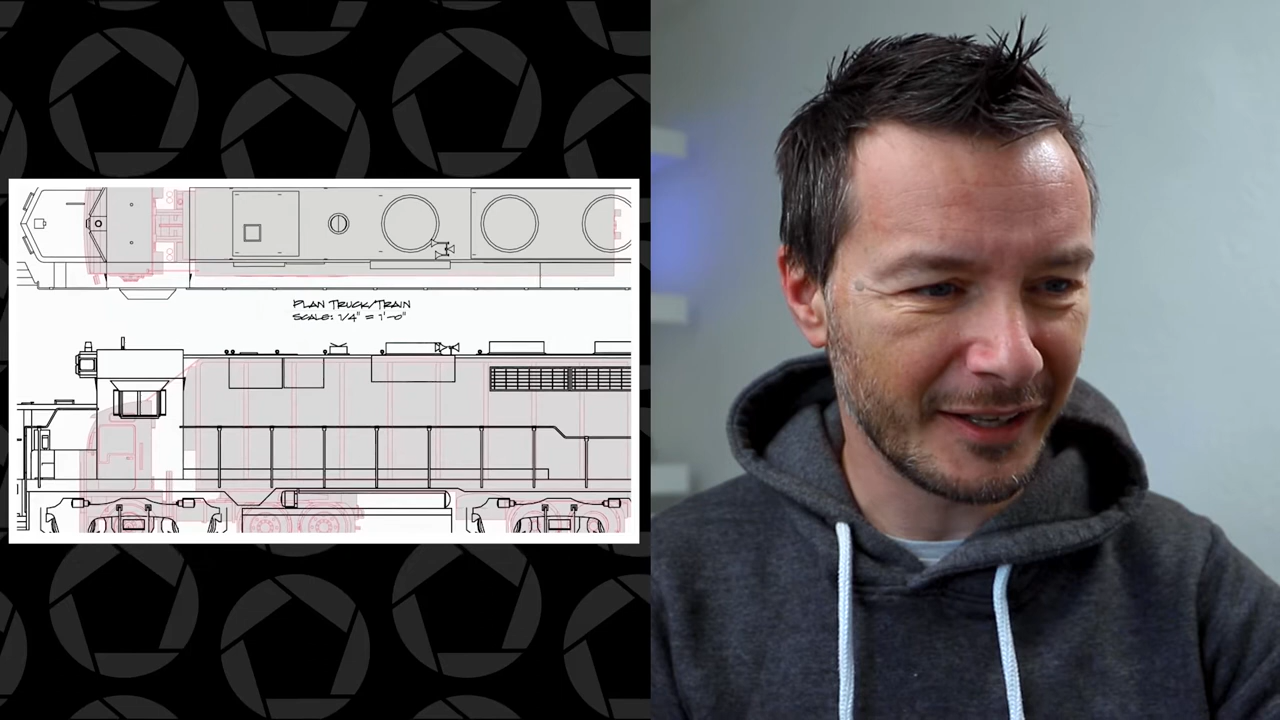 PLAN TRUCK/TRAIN
SCALE: 1/4" = 1'-0"